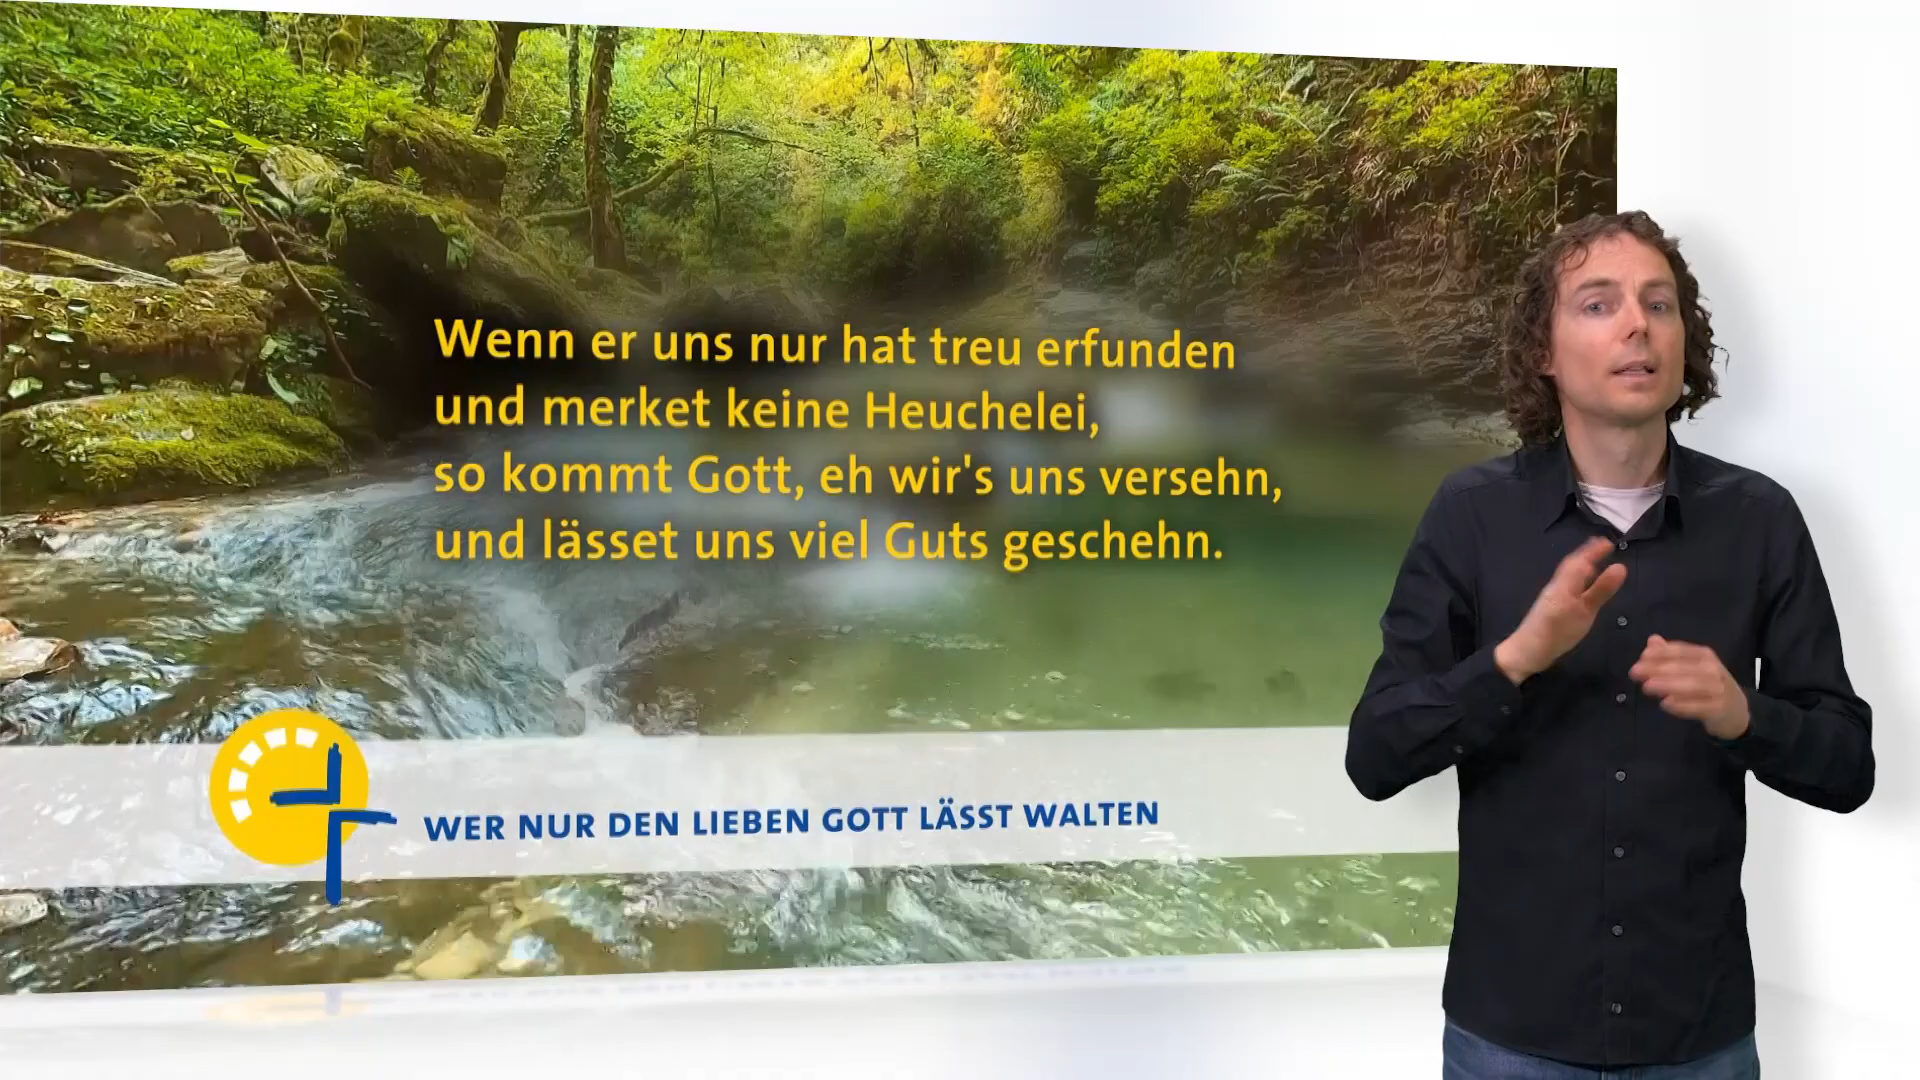 Wenn er uns nur hat treu erfunden
und merket keine Heuchelei,
so kommt Gott, eh wir's uns versehn,
und lässet uns viel Guts geschehn.
WER NUR DEN LIEBEN GOTT LÄSST WALTEN